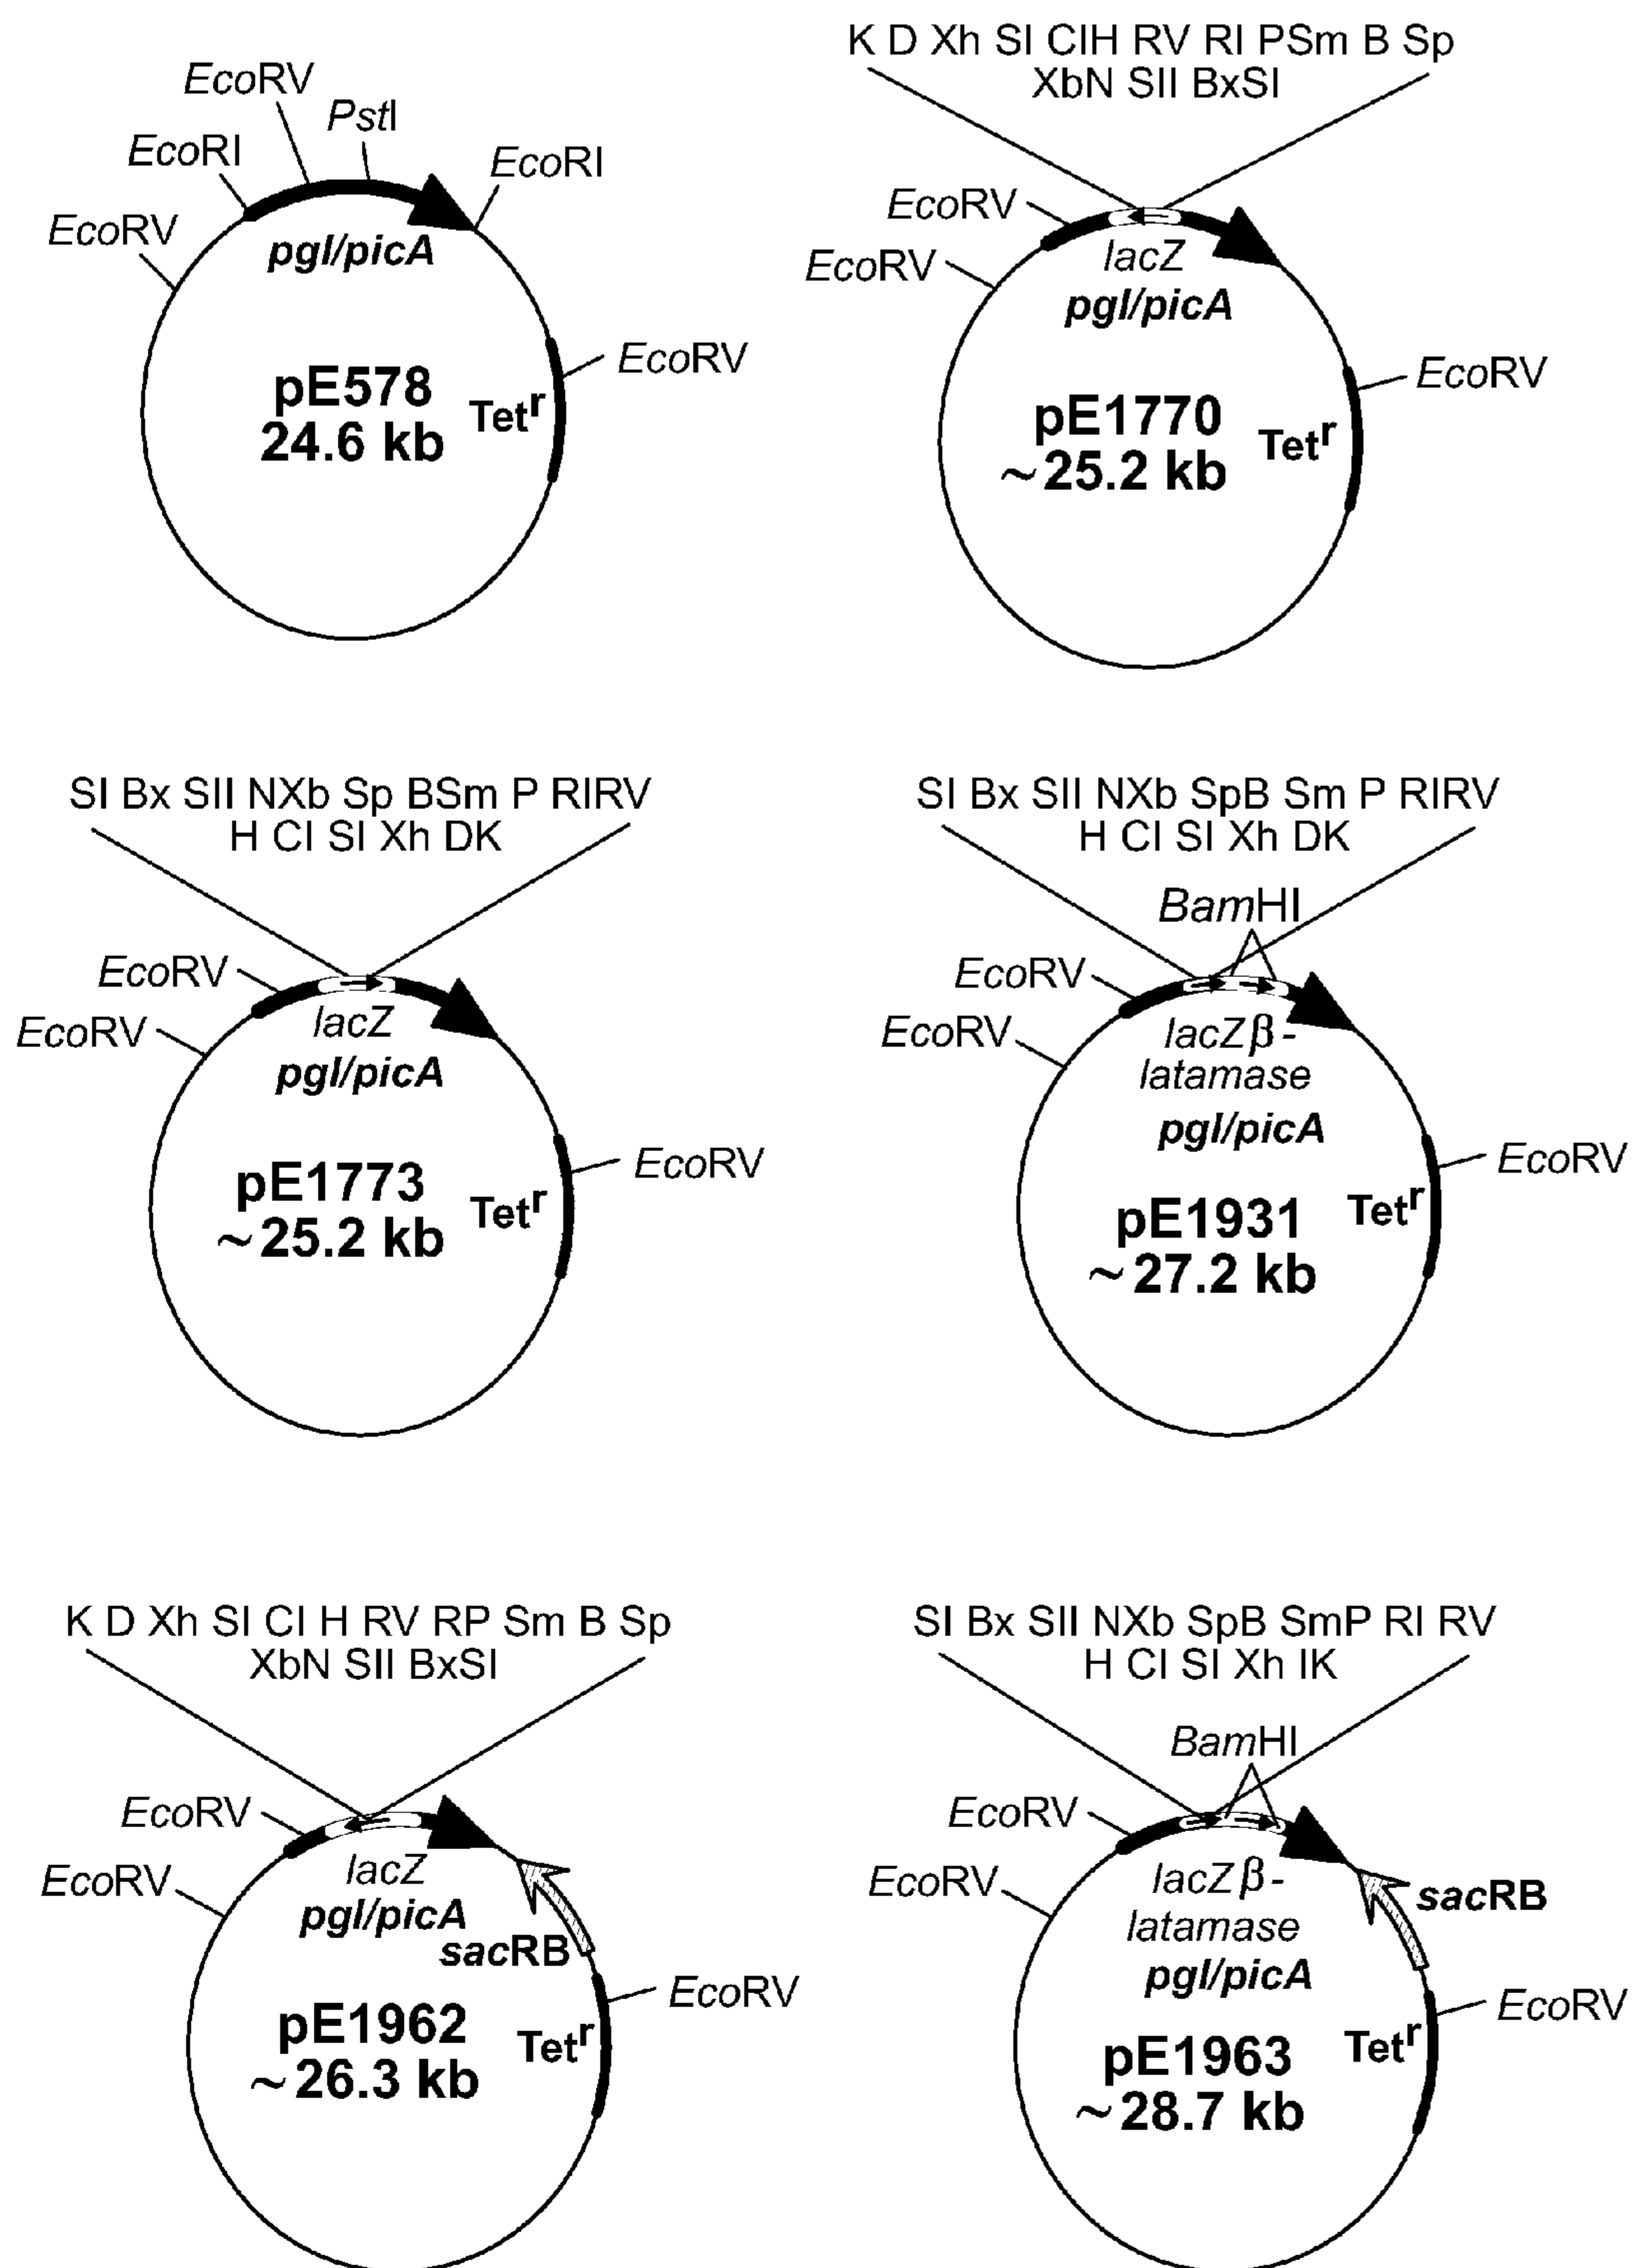 EcoRV
PstI
EcoRI
EcoRI
EcoRV
pgl/picA
EcoRV
pE578
24.6 kb
Tetr
K D Xh SI CIH RV RI PSm B Sp
XbN SII BxSI
EcoRV
EcoRV
lacZ
pgl/picA
EcoRV
pE1770
~25.2 kb
Tetr
SI Bx SII NXb Sp BSm P RIRV
H CI SI Xh DK
EcoRV
EcoRV
lacZ
pgl/picA
EcoRV
pE1773
~25.2 kb
Tetr
SI Bx SII NXb SpB Sm P RIRV
H CI SI Xh DK
BamHI
EcoRV
EcoRV
lacZ β-
latamase
pgl/picA
EcoRV
pE1931
~27.2 kb
Tetr
K D Xh SI CI H RV RP Sm B Sp
XbN SII BxSI
EcoRV
EcoRV
lacZ
pgl/picA
sacRB
EcoRV
pE1962
~26.3 kb
Tetr
SI Bx SII NXb SpB SmP RI RV
H CI SI Xh IK
BamHI
EcoRV
EcoRV
lacZ β-
latamase
pgl/picA
sacRB
EcoRV
pE1963
~28.7 kb
Tetr